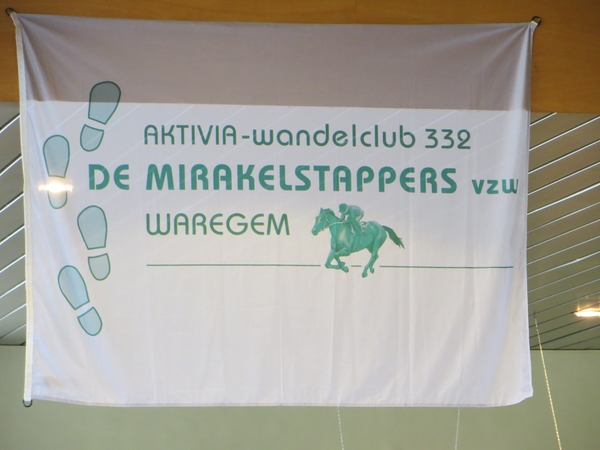 AKTIVIA-wandelclub 332
DE MIRAKELSTAPPERS vzw
WAREGEM